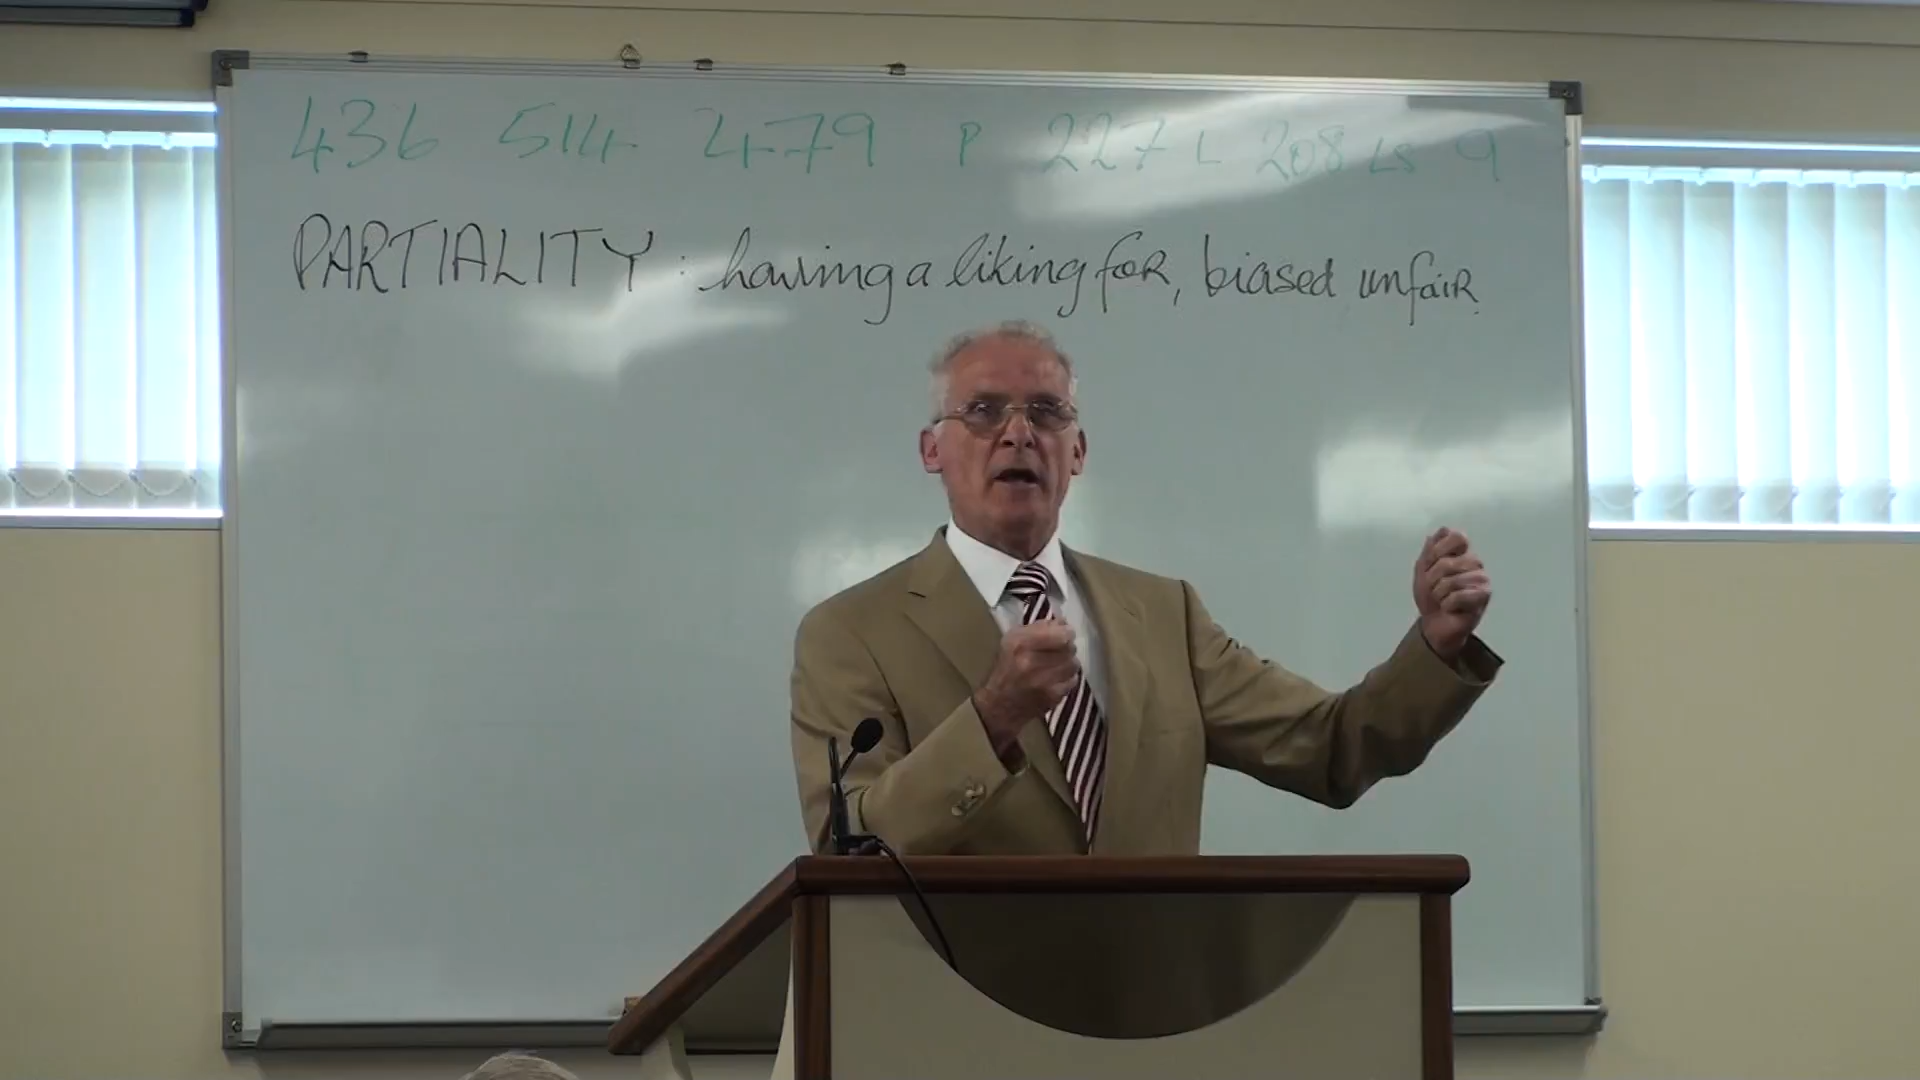 436 514 479 P 227 L 208 LS 9
PARTIALITY : having a liking for, biased unfair.